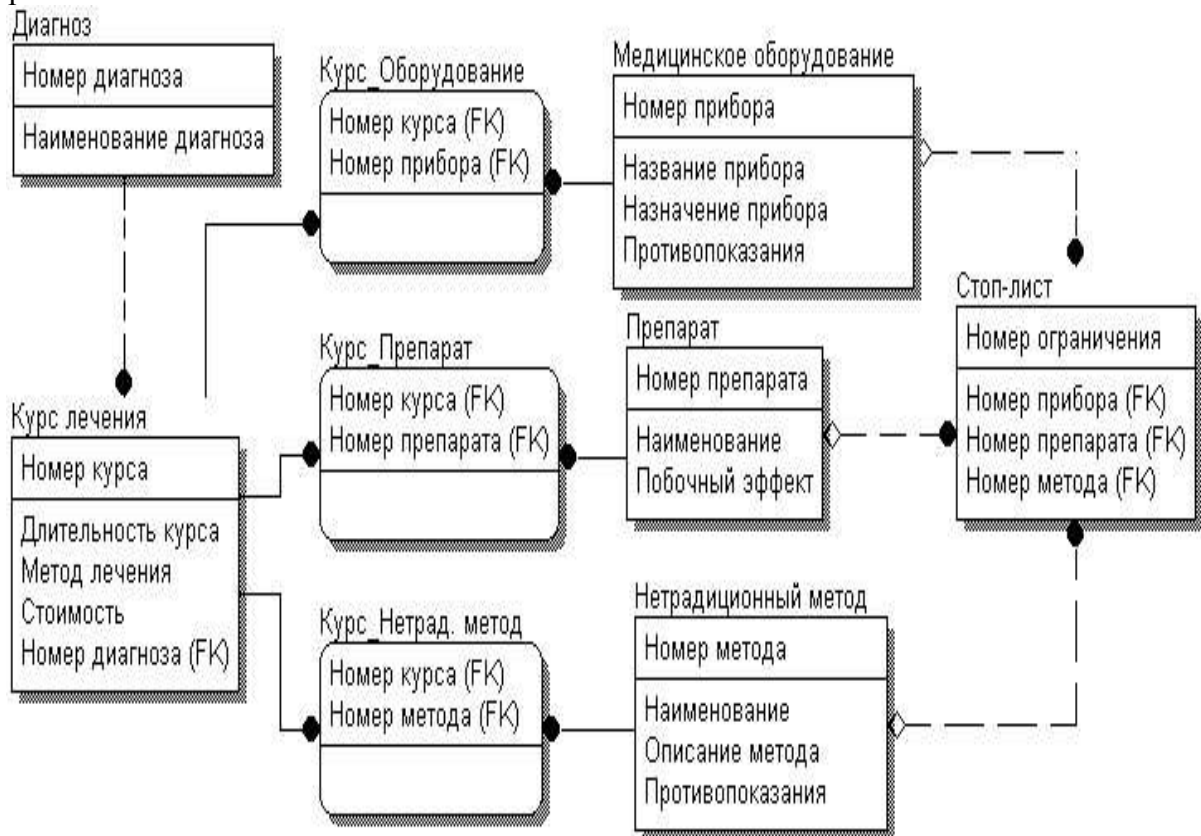 Диагноз
Номер диагноза
Наименование диагноза
Курс_Оборудование
Номер курса (FK)
Номер прибора (FK)
Медицинское оборудование
Номер прибора
Название прибора
Назначение прибора
Противопоказания
Стоп-лист
Номер ограничения
Номер прибора (FK)
Номер препарата (FK)
Номер метода (FK)
Курс_Препарат
Номер курса (FK)
Номер препарата (FK)
Препарат
Номер препарата
Наименование
Побочный эффект
Курс лечения
Номер курса
Длительность курса
Метод лечения
Стоимость
Номер диагноза (FK)
Курс_Нетрад. метод
Номер курса (FK)
Номер метода (FK)
Нетрадиционный метод
Номер метода
Наименование
Описание метода
Противопоказания